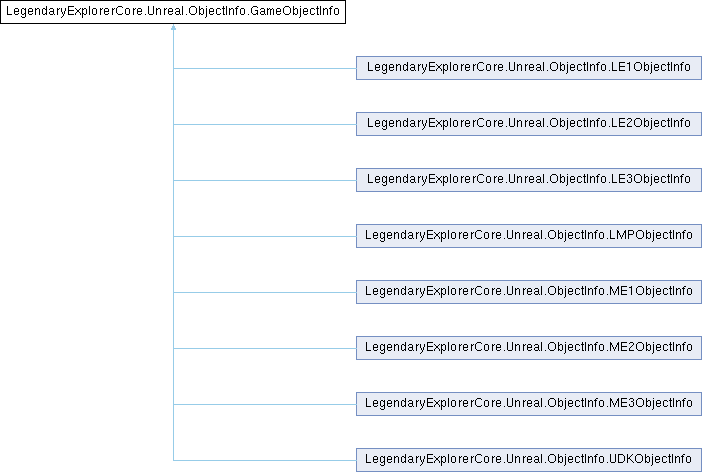 LegendaryExplorerCore.Unreal.ObjectInfo.GameObjectInfo
LegendaryExplorerCore.Unreal.ObjectInfo.LE1ObjectInfo
LegendaryExplorerCore.Unreal.ObjectInfo.LE2ObjectInfo
LegendaryExplorerCore.Unreal.ObjectInfo.LE3ObjectInfo
LegendaryExplorerCore.Unreal.ObjectInfo.LMPObjectInfo
LegendaryExplorerCore.Unreal.ObjectInfo.ME1ObjectInfo
LegendaryExplorerCore.Unreal.ObjectInfo.ME2ObjectInfo
LegendaryExplorerCore.Unreal.ObjectInfo.ME3ObjectInfo
LegendaryExplorerCore.Unreal.ObjectInfo.UDKObjectInfo